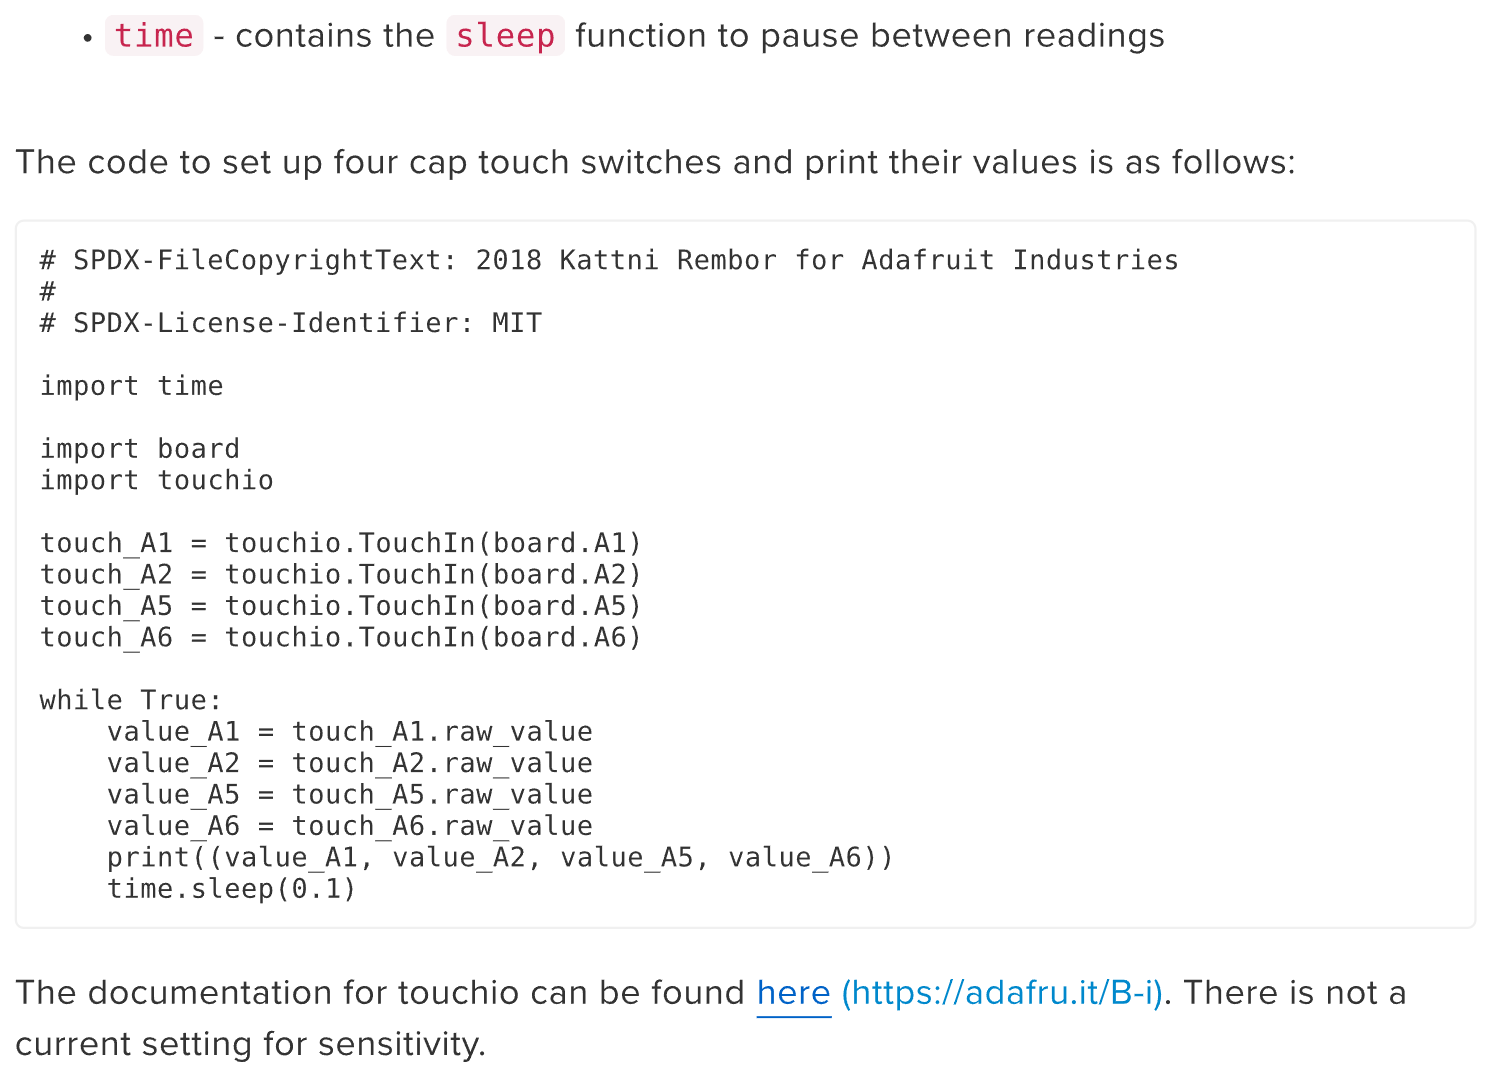 • time - contains the sleep function to pause between readings
The code to set up four cap touch switches and print their values is as follows:
# SPDX-FileCopyrightText: 2018 Kattni Rembor for Adafruit Industries
#
# SPDX-License-Identifier: MIT

import time

import board
import touchio

touch_A1 = touchio.TouchIn(board.A1)
touch_A2 = touchio.TouchIn(board.A2)
touch_A5 = touchio.TouchIn(board.A5)
touch_A6 = touchio.TouchIn(board.A6)

while True:
    value_A1 = touch_A1.raw_value
    value_A2 = touch_A2.raw_value
    value_A5 = touch_A5.raw_value
    value_A6 = touch_A6.raw_value
    print((value_A1, value_A2, value_A5, value_A6))
    time.sleep(0.1)
The documentation for touchio can be found here (https://adafru.it/B-i). There is not a
current setting for sensitivity.